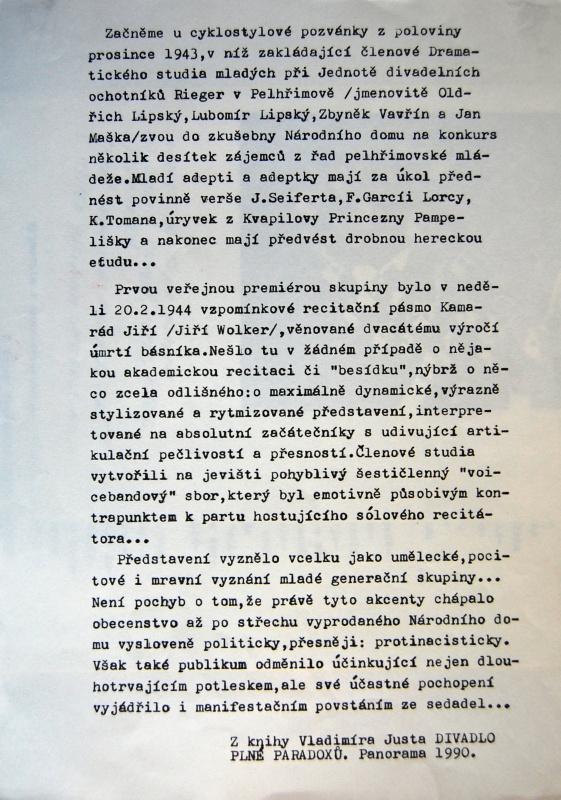 Začněme u cyklostylové pozvánky z poloviny
prosince 1943,v níž zakládající členové Drama-
tického studia mladých při Jednotě divadelních
ochotníků Rieger v Pelhřimově /jmenovitě Old-
řich Lipský,Lubomír Lipský,Zbyněk Vavřín a Jan
Maška/zvou do zkušebny Národního domu na konkurs
několik desítek zájemců z řad pelhřimovské mlá-
deže.Mladí adepti a adeptky mají za úkol před-
nést povinně verše J.Seiferta,F.Garcíi Lorcy,
K.Tomana,úryvek z Kvapilovy Princezny Pampe-
lišky a nakonec mají předvést drobnou hereckou
etudu...
Prvou veřejnou premiérou skupiny bylo v nedě-
li 20.2.1944 vzpomínkové recitační pásmo Kama-
rád Jiří /Jiří Wolker/,věnované dvacátému výročí
úmrtí básníka.Nešlo tu v žádném případě o něja-
kou akademickou recitaci či "besídku",nýbrž o ně-
co zcela odlišného:o maximálně dynamické,výrazně
stylizované a rytmizované představení,interpre-
tované na absolutní začátečníky s udivující arti-
kulační pečlivostí a přesností.Členové studia
vytvořili na jevišti pohyblivý šestičlenný "voi-
cebandový" sbor,který byl emotivně působivým kon-
trapunktem k partu hostujícího sólového recitá-
tora...
Představení vyznělo vcelku jako umělecké,poci-
tové i mravní vyznání mladé generační skupiny...
Není pochyb o tom,že právě tyto akcenty chápalo
obecenstvo až po střechu vyprodaného Národního do-
mu vysloveně politicky,přesněji: protinacisticky.
Však také publikum odměnilo účinkující nejen dlou-
hotrvajícím potleskem,ale své účastné pochopení
vyjádřilo i manifestačním povstáním ze sedadel...
Z knihy Vladimíra Justa DIVADLO
PLNÉ PARADOXŮ. Panorama 1990.